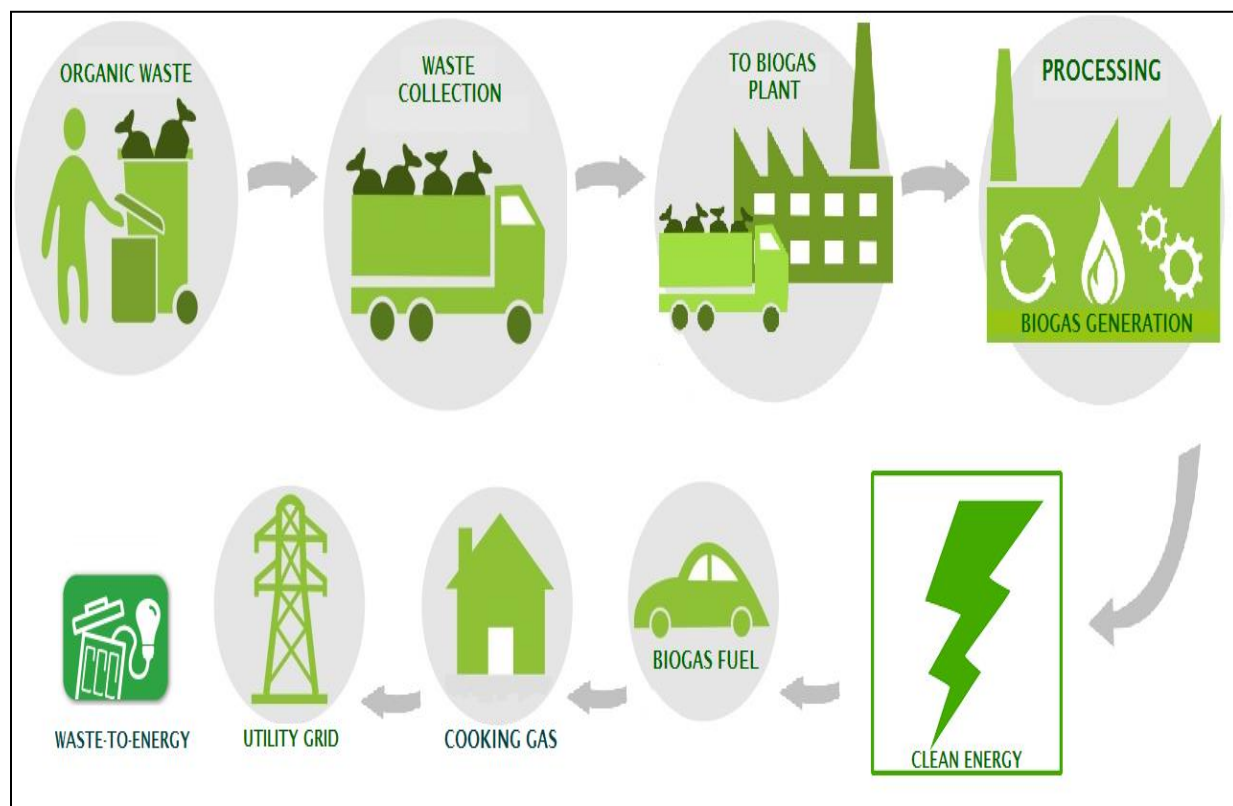 ORGANIC WASTE
WASTE
COLLECTION
TO BIOGAS
PLANT
PROCESSING
BIOGAS GENERATION
CLEAN ENERGY
BIOGAS FUEL
COOKING GAS
UTILITY GRID
WASTE-TO-ENERGY